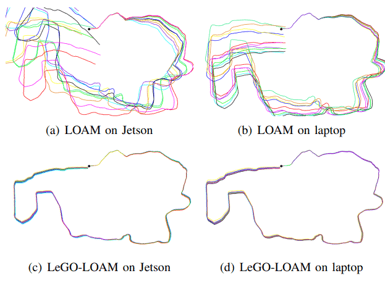 (a) LOAM on Jetson
(b) LOAM on laptop
(c) LeGO-LOAM on Jetson
(d) LeGO-LOAM on laptop